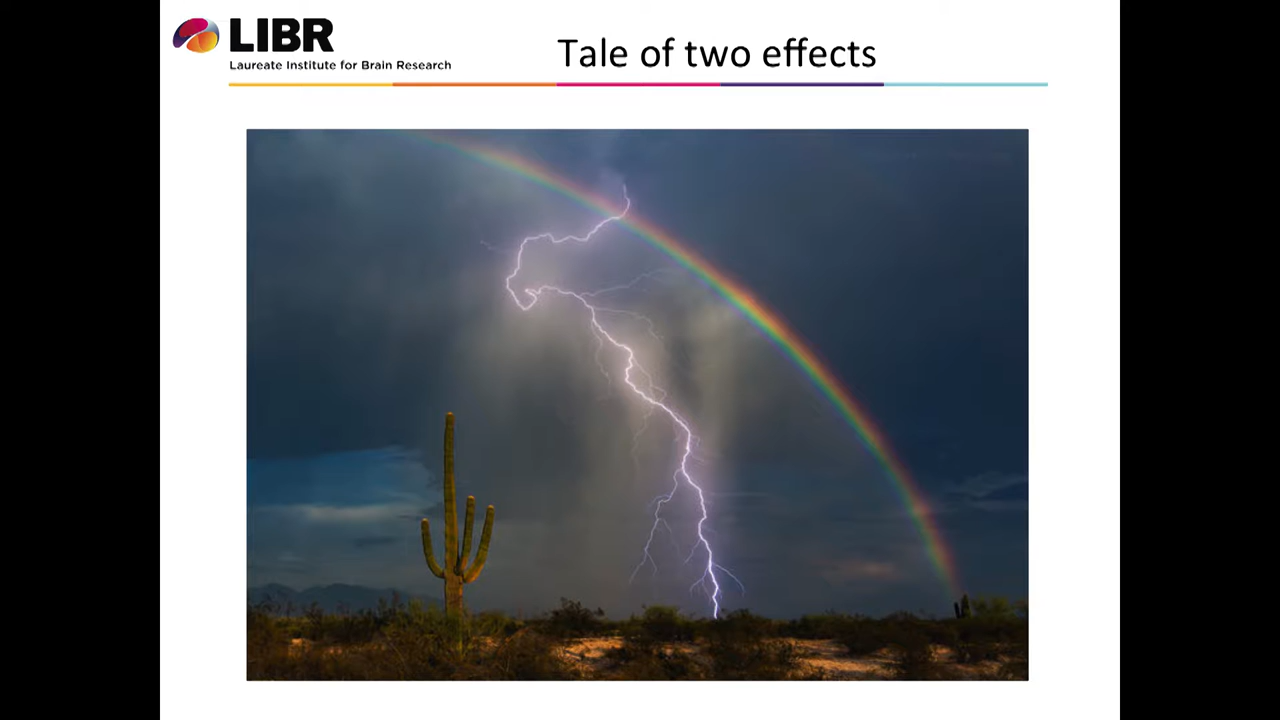 LIBR
Laureate Institute for Brain Research
Tale of two effects